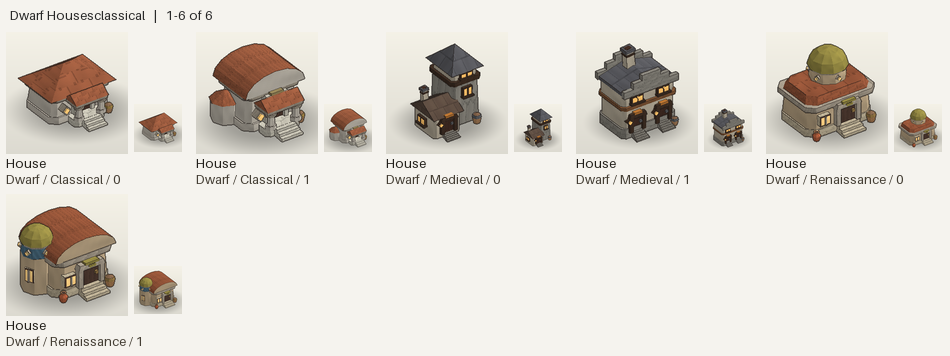 Dwarf Housesclassical | 1-6 of 6
House
Dwarf / Classical / 0
House
Dwarf / Classical / 1
House
Dwarf / Medieval / 0
House
Dwarf / Medieval / 1
House
Dwarf / Renaissance / 0
House
Dwarf / Renaissance / 1